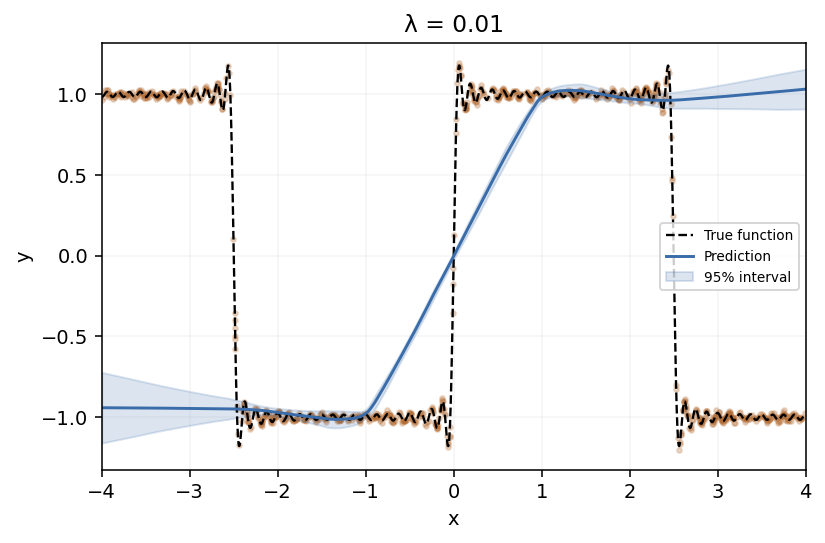 λ = 0.01
1.0
0.5
0.0
−0.5
−1.0
y
True function
Prediction
95% interval
−4
−3
−2
−1
0
1
2
3
4
x